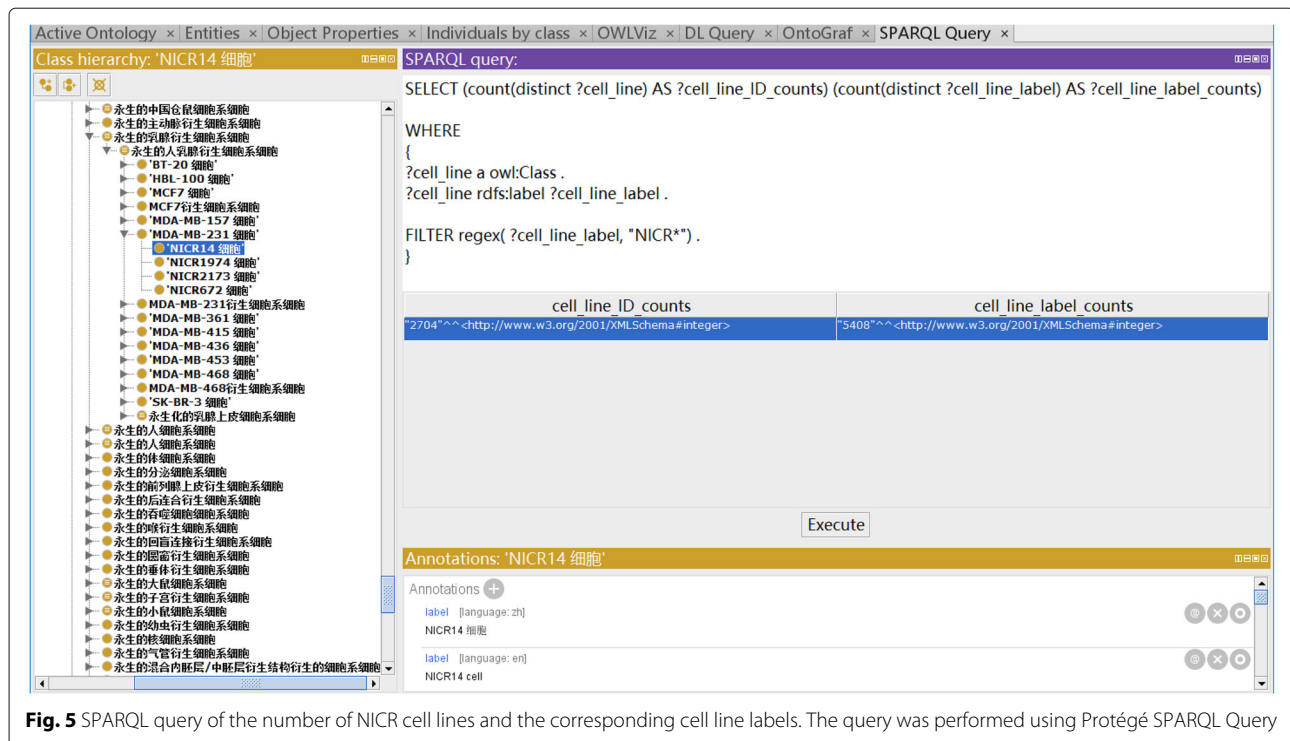 Active Ontology × Entities × Object Properties × Individuals by class × OWLViz × DL Query × OntoGraf × SPARQL Query ×
Class hierarchy: 'NICR14 细胞'
永生的中国仓鼠细胞系细胞
永生的主动脉衍生细胞系细胞
永生的乳腺衍生细胞系细胞
永生的人乳腺衍生细胞系细胞
'BT-20 细胞'
'HBL-100 细胞'
'MCF7 细胞'
MCF7衍生细胞系细胞
'MDA-MB-157 细胞'
'MDA-MB-231 细胞'
'NICR14 细胞'
'NICR1974 细胞'
'NICR2173 细胞'
'NICR672 细胞'
MDA-MB-231衍生细胞系细胞
'MDA-MB-361 细胞'
'MDA-MB-415 细胞'
'MDA-MB-436 细胞'
'MDA-MB-453 细胞'
'MDA-MB-468 细胞'
MDA-MB-468衍生细胞系细胞
'SK-BR-3 细胞'
永生化的乳腺上皮细胞系细胞
永生的人细胞系细胞
永生的人细胞系细胞
永生的体细胞系细胞
永生的分泌细胞系细胞
永生的前列腺上皮衍生细胞系细胞
永生的后连合衍生细胞系细胞
永生的吞噬细胞细胞系细胞
永生的喉衍生细胞系细胞
永生的回盲连接衍生细胞系细胞
永生的圆窗衍生细胞系细胞
永生的垂体衍生细胞系细胞
永生的大鼠细胞系细胞
永生的子宫衍生细胞系细胞
永生的小鼠细胞系细胞
永生的幼虫衍生细胞系细胞
永生的核细胞系细胞
永生的气管衍生细胞系细胞
永生的混合内胚层/中胚层衍生结构衍生的细胞系细胞
SPARQL query:
SELECT (count(distinct ?cell_line) AS ?cell_line_ID_counts) (count(distinct ?cell_line_label) AS ?cell_line_label_counts)
WHERE
{
?cell_line a owl:Class .
?cell_line rdfs:label ?cell_line_label .
FILTER regex( ?cell_line_label, "NICR*") .
}
cell_line_ID_counts cell_line_label_counts
"2704"^^<http://www.w3.org/2001/XMLSchema#integer> "5408"^^<http://www.w3.org/2001/XMLSchema#integer>
Execute
Annotations: 'NICR14 细胞'
Annotations
label [language: zh]
NICR14 细胞
label [language: en]
NICR14 cell
Fig. 5 SPARQL query of the number of NICR cell lines and the corresponding cell line labels. The query was performed using Protégé SPARQL Query